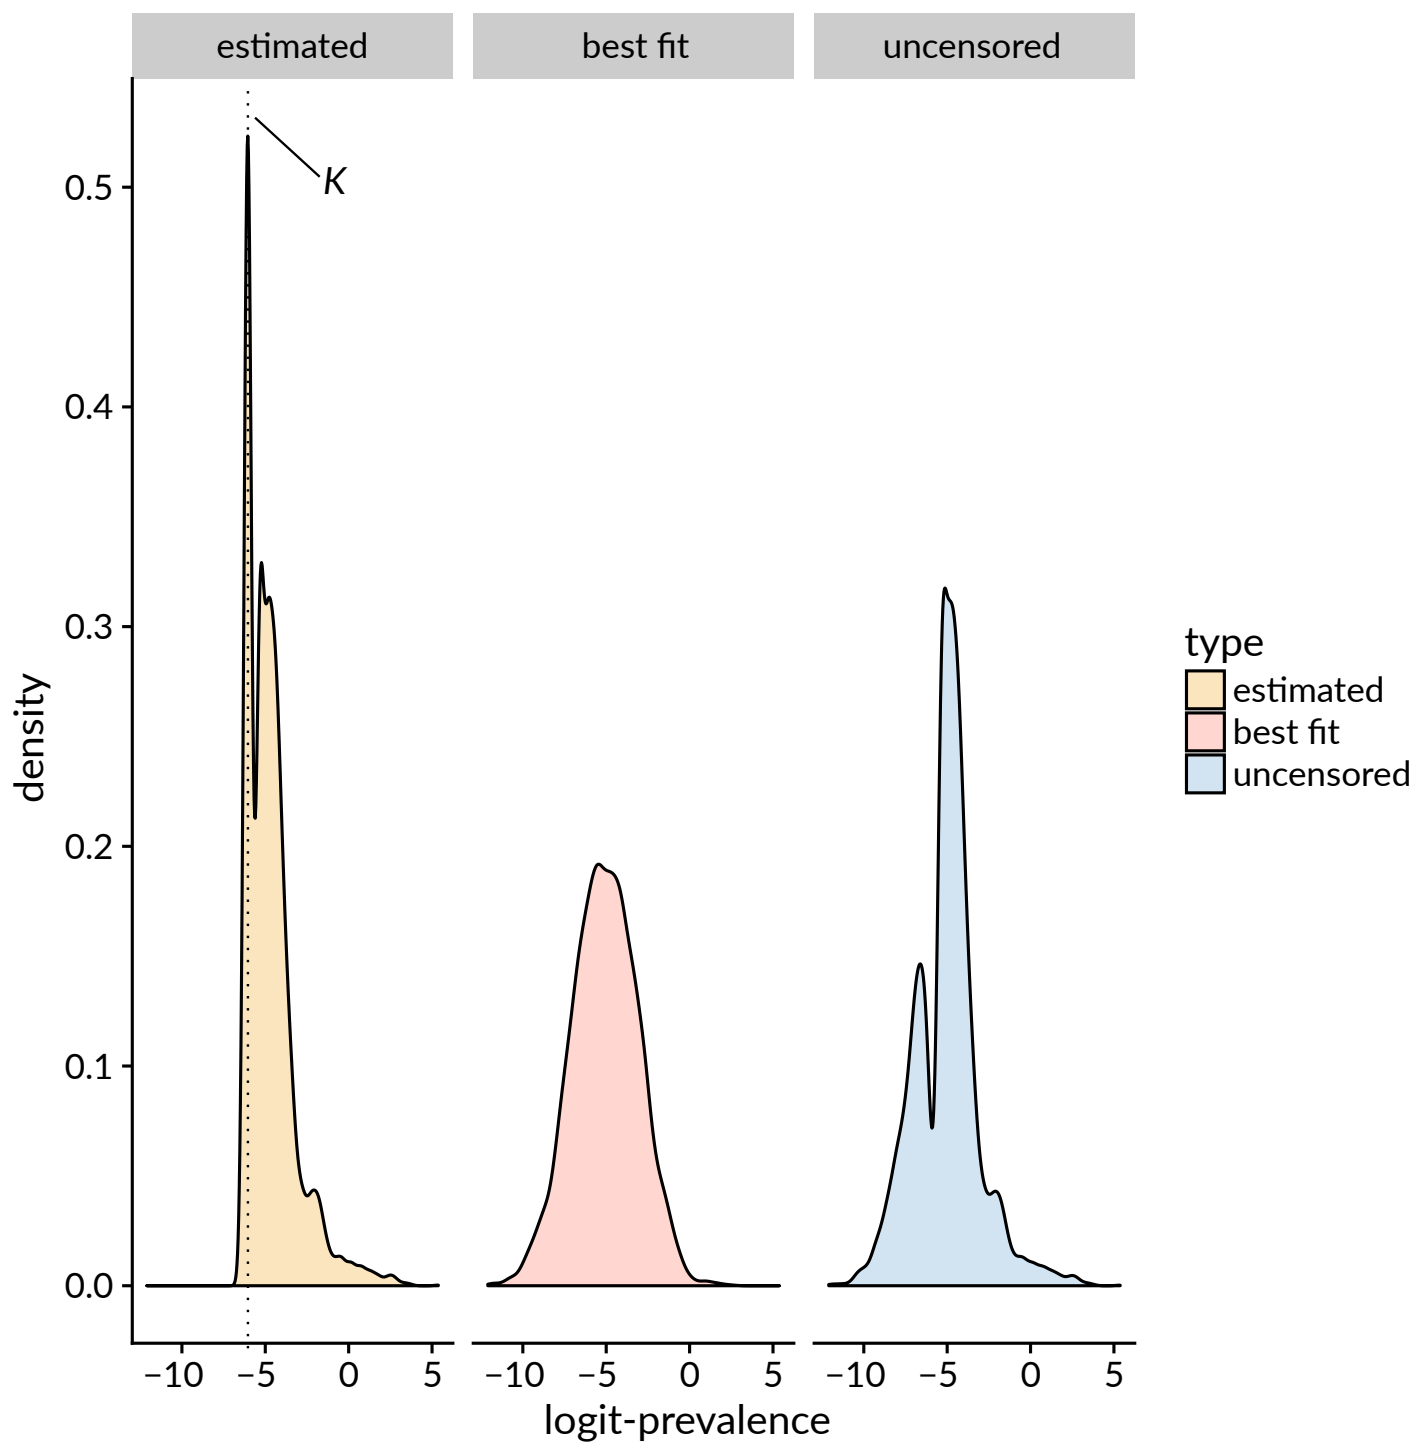 estimated best fit uncensored
K
0.5
0.4
0.3
0.2
0.1
0.0
density
−10 −5 0 5 −10 −5 0 5 −10 −5 0 5
logit-prevalence
type
estimated
best fit
uncensored